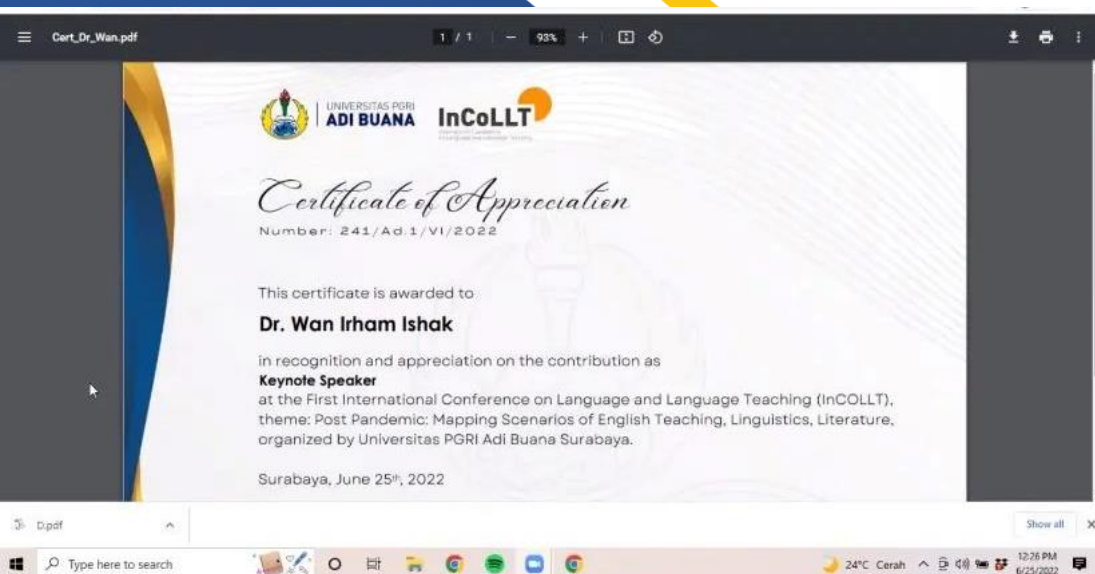 Cert_Dr_Wan.pdf
1 / 1 | − 93% +
UNIVERSITAS PGRI
ADI BUANA
InCoLLT
Certificate of Appreciation
Number: 241/Ad.1/VI/2022
This certificate is awarded to
Dr. Wan Irham Ishak
in recognition and appreciation on the contribution as
Keynote Speaker
at the First International Conference on Language and Language Teaching (InCOLLT),
theme: Post Pandemic: Mapping Scenarios of English Teaching, Linguistics, Literature,
organized by Universitas PGRI Adi Buana Surabaya.
Surabaya, June 25th, 2022
D.pdf
Show all
Type here to search
24°C Cerah
12:26 PM
6/25/2022